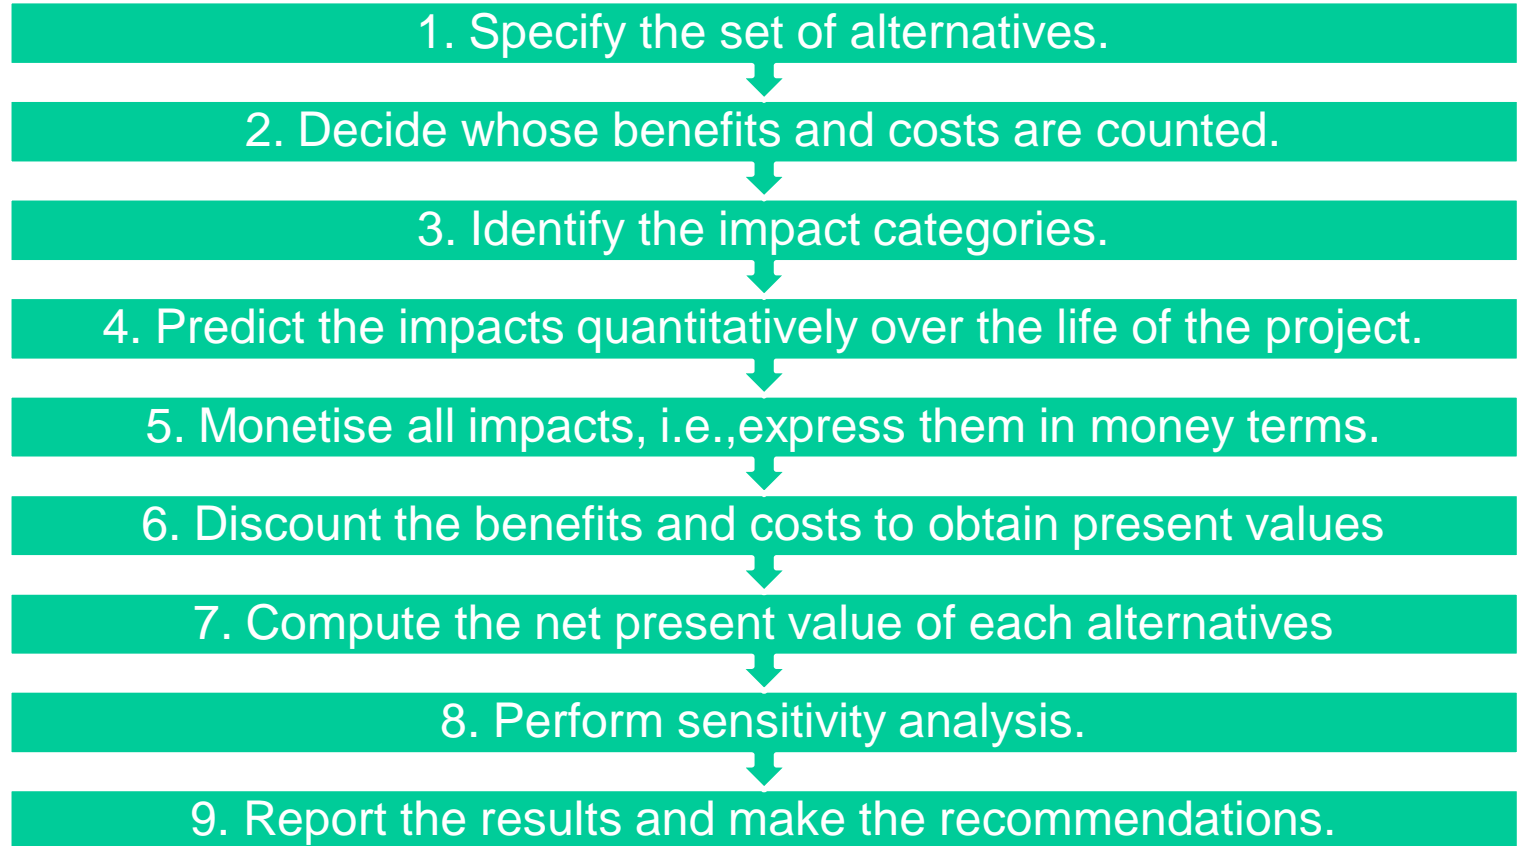 1. Specify the set of alternatives.
2. Decide whose benefits and costs are counted.
3. Identify the impact categories.
4. Predict the impacts quantitatively over the life of the project.
5. Monetise all impacts, i.e.,express them in money terms.
6. Discount the benefits and costs to obtain present values
7. Compute the net present value of each alternatives
8. Perform sensitivity analysis.
9. Report the results and make the recommendations.